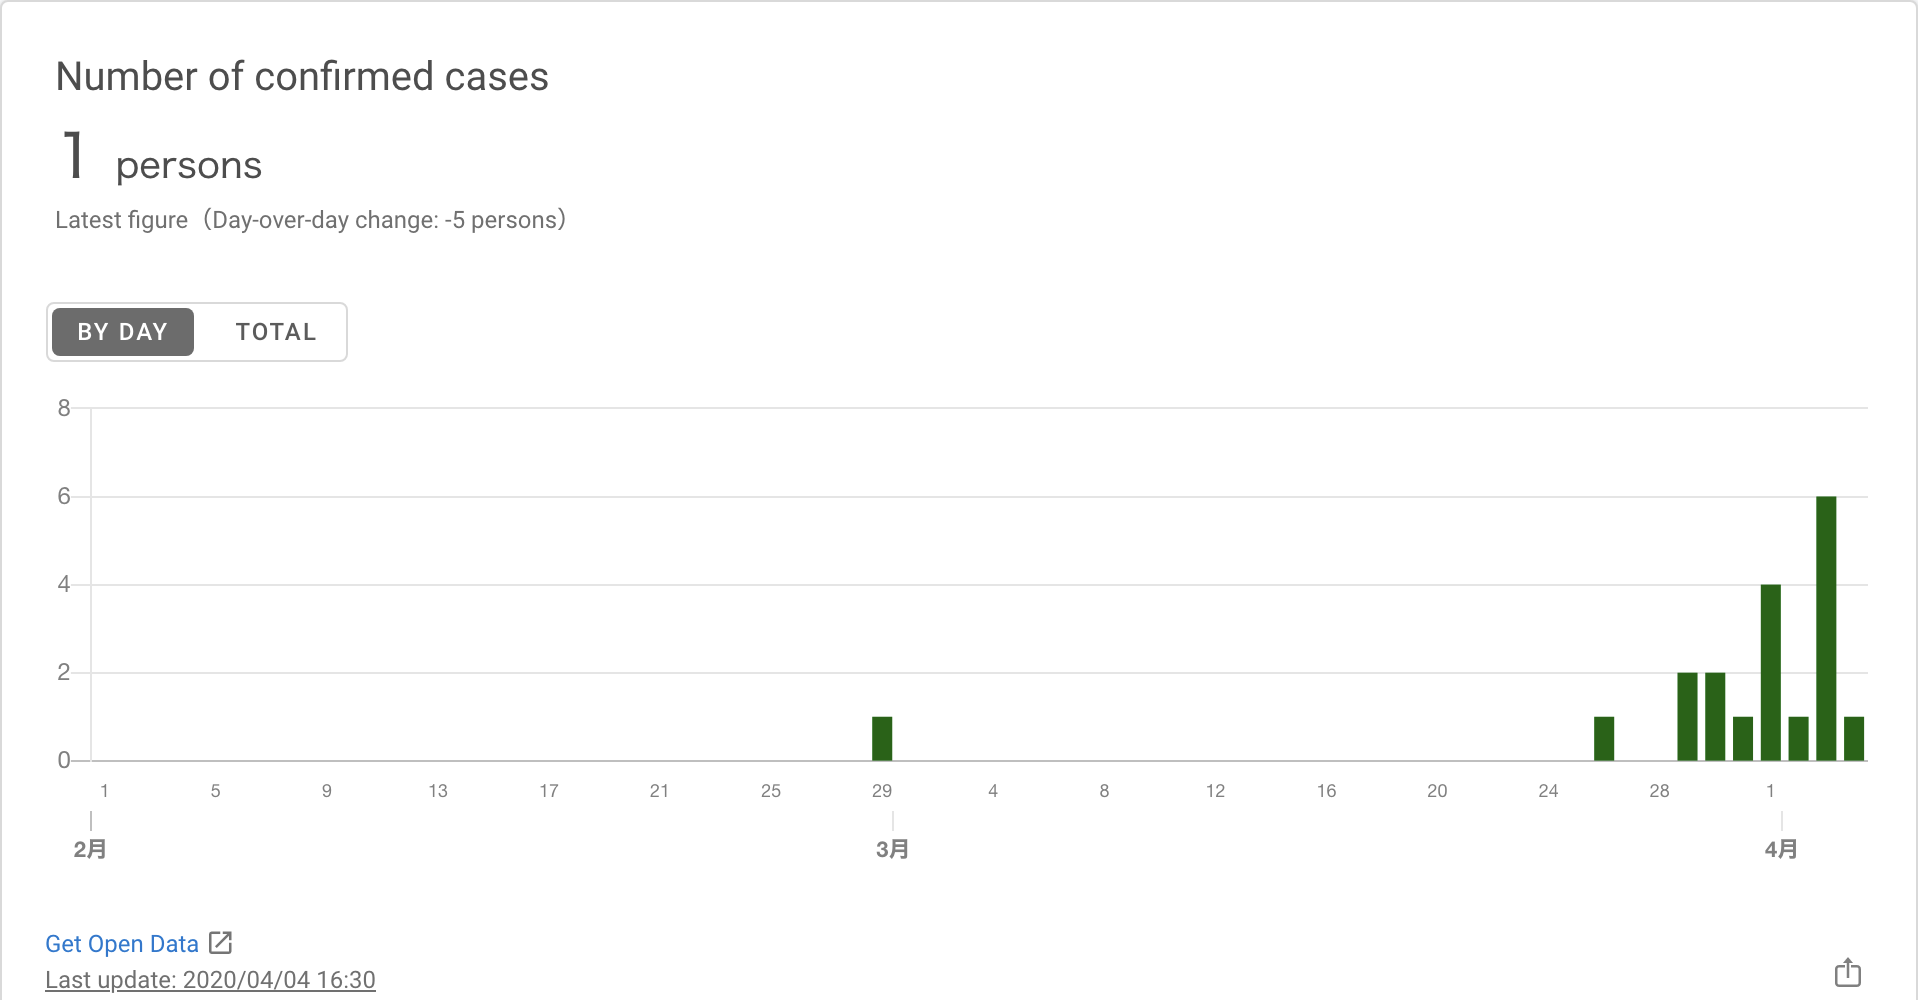 Number of confirmed cases
1 persons
Latest figure（Day-over-day change: -5 persons）
BY DAY TOTAL
8
6
4
2
0
1 5 9 13 17 21 25 29 4 8 12 16 20 24 28 1
2月 3月 4月
Get Open Data
Last update: 2020/04/04 16:30